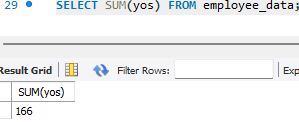 29 SELECT SUM(yos) FROM employee_data;
Result Grid Filter Rows: Exp
SUM(yos)
166